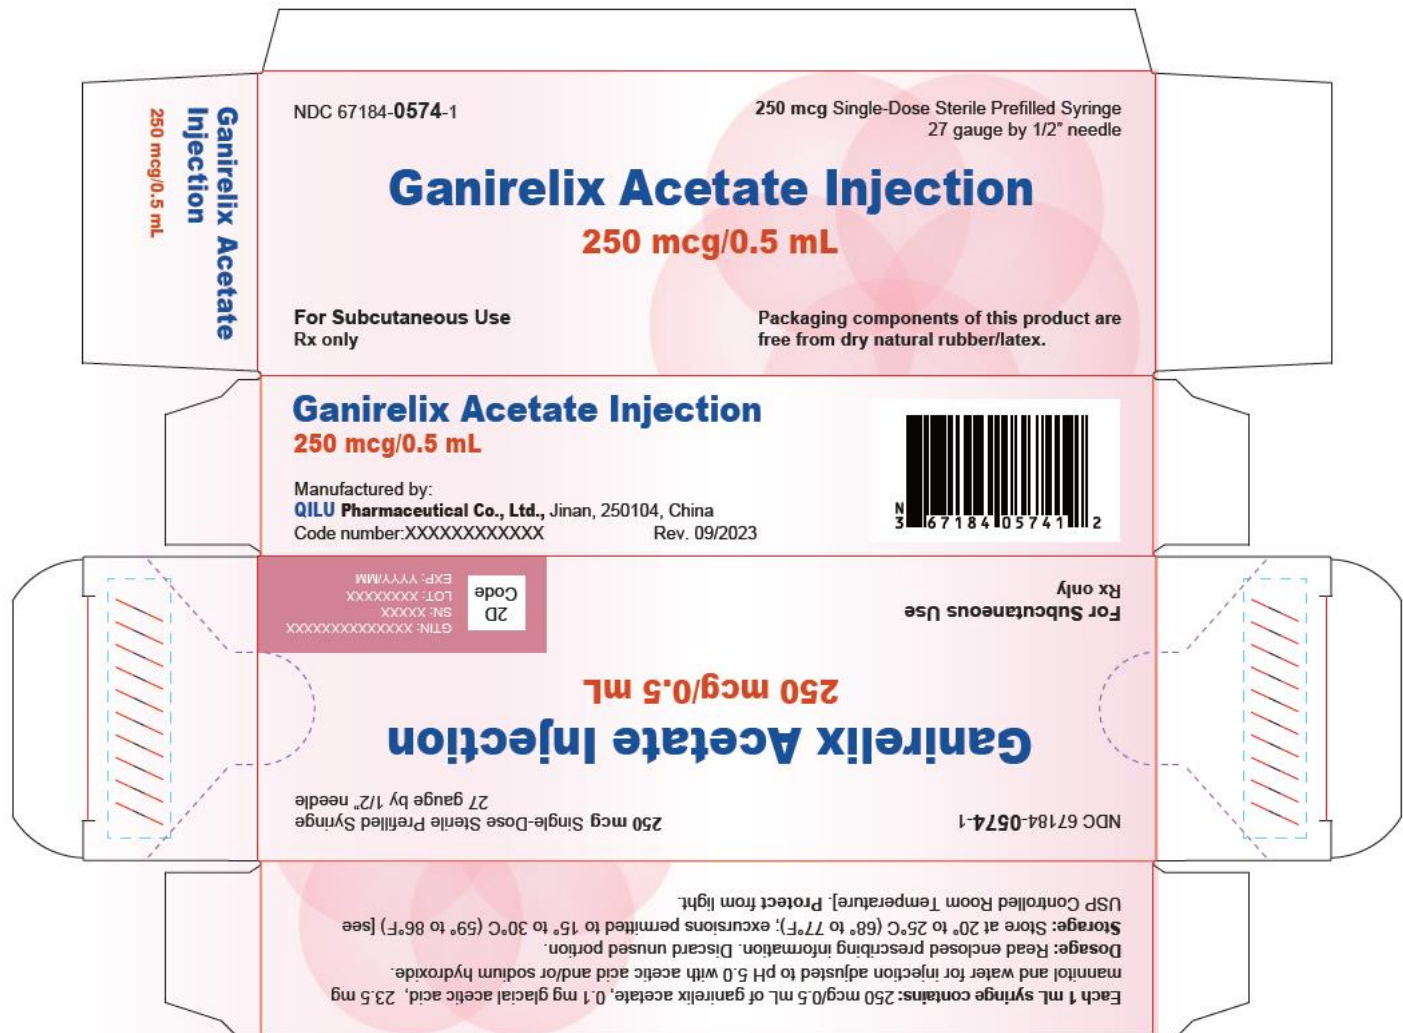 Ganirelix Acetate
Injection
250 mcg/0.5 mL
NDC 67184-0574-1
250 mcg Single-Dose Sterile Prefilled Syringe
27 gauge by 1/2" needle
Ganirelix Acetate Injection
250 mcg/0.5 mL
For Subcutaneous Use
Rx only
Packaging components of this product are
free from dry natural rubber/latex.
Ganirelix Acetate Injection
250 mcg/0.5 mL
Manufactured by:
QILU Pharmaceutical Co., Ltd., Jinan, 250104, China
Code number:XXXXXXXXXXXX Rev. 09/2023
N
3 67184 05741 2
NDC 67184-0574-1
250 mcg Single-Dose Sterile Prefilled Syringe
27 gauge by 1/2" needle
Ganirelix Acetate Injection
250 mcg/0.5 mL
For Subcutaneous Use
Rx only
2D
Code
GTIN: XXXXXXXXXXXXXX
SN: XXXXX
LOT: XXXXXXXX
EXP: YYYY/MM
Each 1 mL syringe contains: 250 mcg/0.5 mL of ganirelix acetate, 0.1 mg glacial acetic acid, 23.5 mg
mannitol and water for injection adjusted to pH 5.0 with acetic acid and/or sodium hydroxide.
Dosage: Read enclosed prescribing information. Discard unused portion.
Storage: Store at 20° to 25°C (68° to 77°F); excursions permitted to 15° to 30°C (59° to 86°F) [see
USP Controlled Room Temperature]. Protect from light.